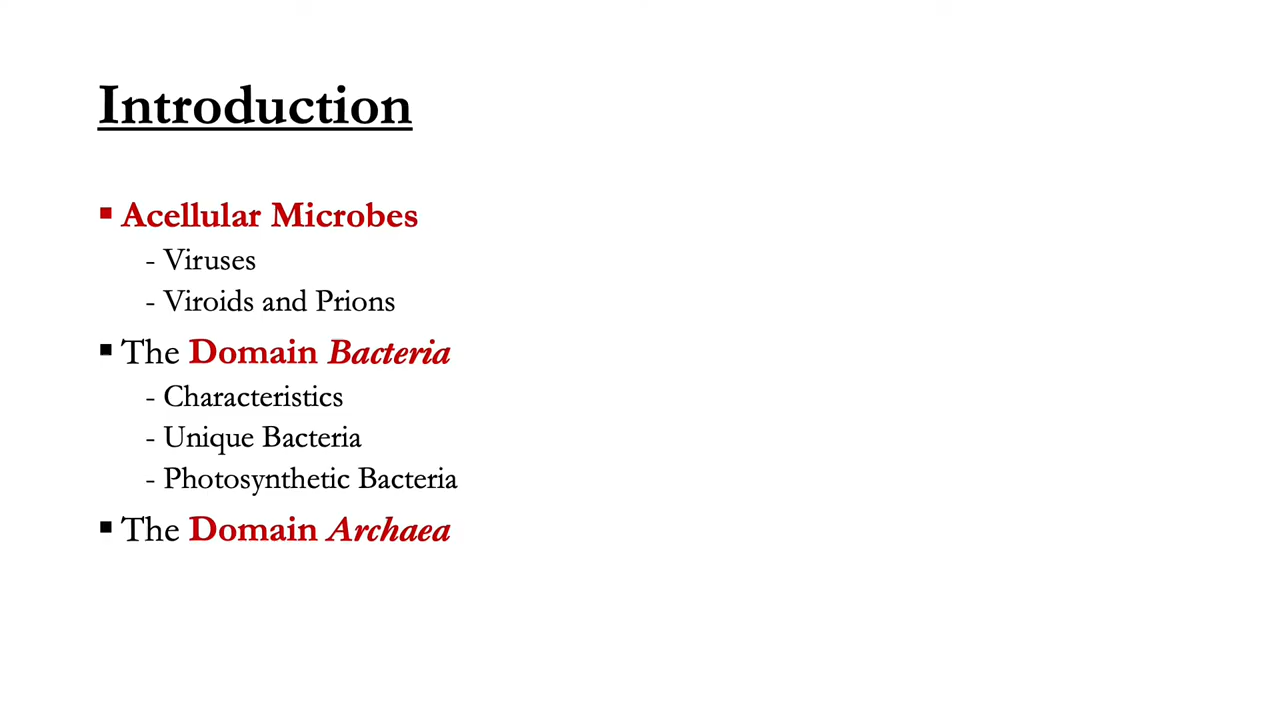 Introduction
▪ Acellular Microbes
- Viruses
- Viroids and Prions
▪ The Domain Bacteria
- Characteristics
- Unique Bacteria
- Photosynthetic Bacteria
▪ The Domain Archaea